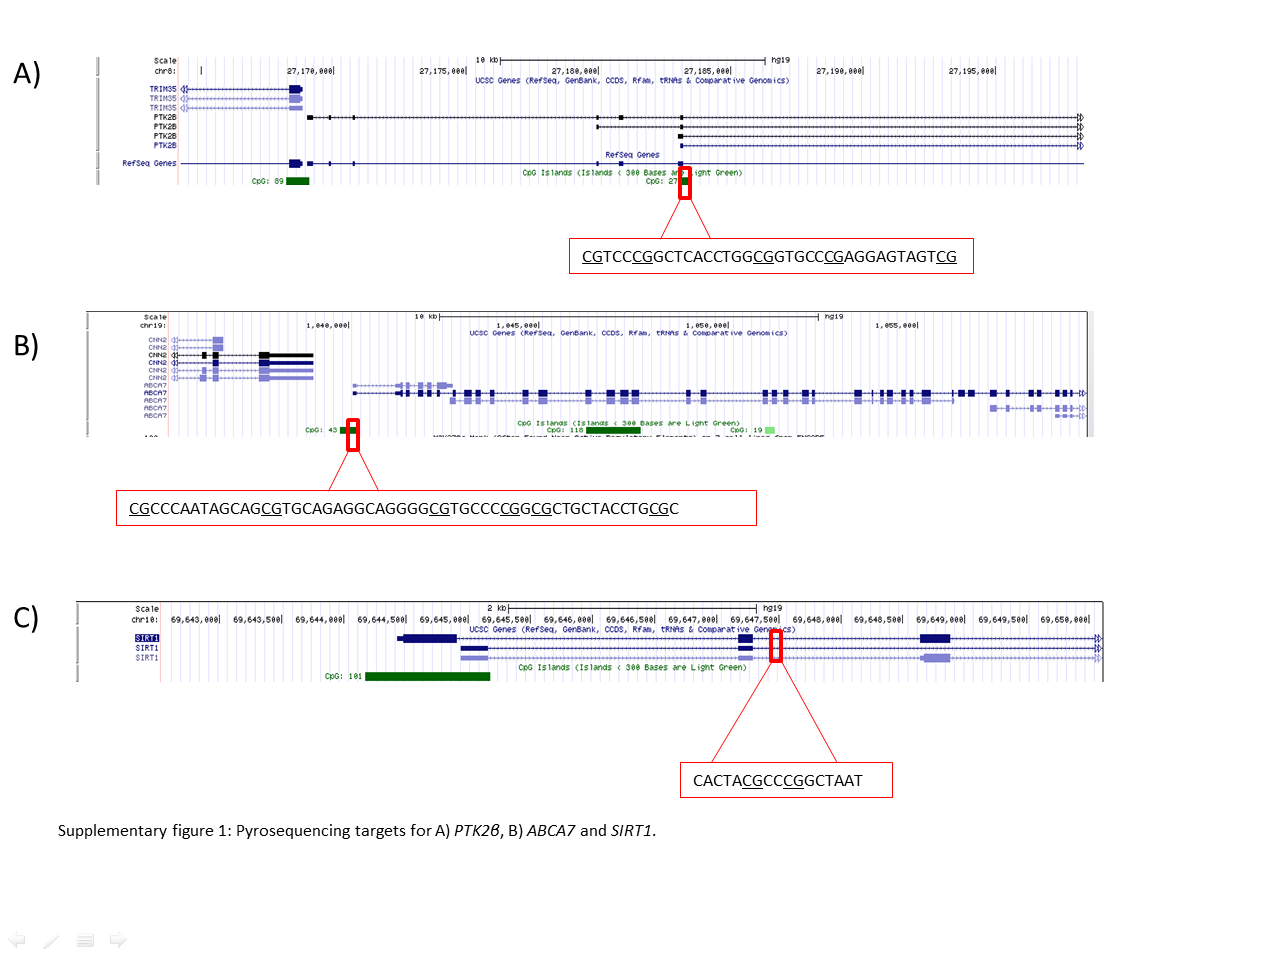 A)
Scale 10 kb hg19
chr8: 27,170,000 27,175,000 27,180,000 27,185,000 27,190,000 27,195,000
UCSC Genes (RefSeq, GenBank, CCDS, Rfam, tRNAs & Comparative Genomics)
TRIM35
TRIM35
TRIM35
PTK2B
PTK2B
PTK2B
PTK2B
RefSeq Genes
RefSeq Genes
CpG Islands (Islands < 300 Bases are Light Green)
CpG: 89 CpG: 27
CGTCCCGGCTCACCTGGCGGTGCCCGAGGAGTAGTCG
B)
Scale 10 kb hg19
chr19: 1,040,000 1,045,000 1,050,000 1,055,000
UCSC Genes (RefSeq, GenBank, CCDS, Rfam, tRNAs & Comparative Genomics)
CNN2
CNN2
CNN2
CNN2
CNN2
CNN2
ABCA7
ABCA7
ABCA7
ABCA7
ABCA7
CpG Islands (Islands < 300 Bases are Light Green)
CpG: 43 CpG: 118 CpG: 19
CGCCCAATAGCAGCGTGCAGAGGCAGGGGCGTGCCCCGGCGCTGCTACCTGCGC
C)
Scale 2 kb hg19
chr10: 69,643,000 69,643,500 69,644,000 69,644,500 69,645,000 69,645,500 69,646,000 69,646,500 69,647,000 69,647,500 69,648,000 69,648,500 69,649,000 69,649,500 69,650,000
UCSC Genes (RefSeq, GenBank, CCDS, Rfam, tRNAs & Comparative Genomics)
SIRT1
SIRT1
SIRT1
CpG Islands (Islands < 300 Bases are Light Green)
CpG: 101
CACTACGCCCGGCTAAT
Supplementary figure 1: Pyrosequencing targets for A) PTK2β, B) ABCA7 and SIRT1.